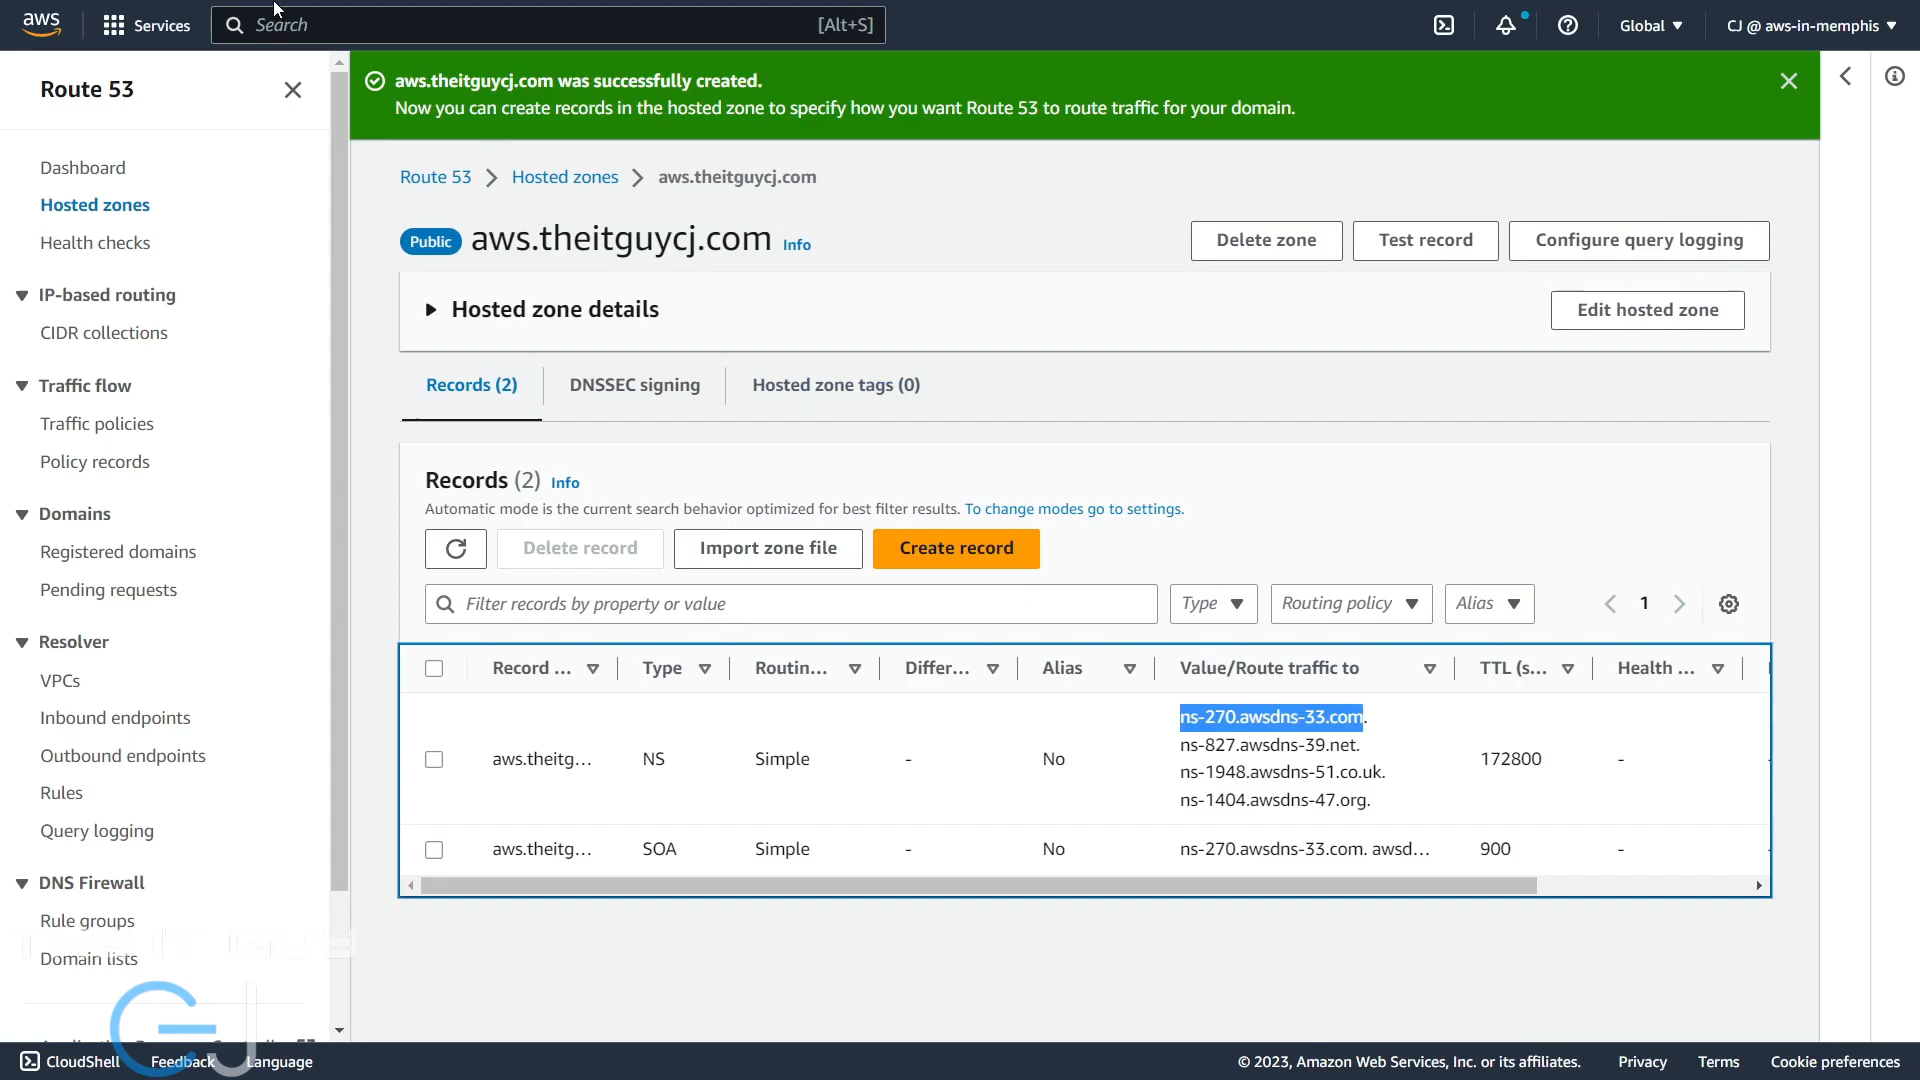 aws
Services
Search
[Alt+S]
Global
CJ @ aws-in-memphis
Route 53
Dashboard
Hosted zones
Health checks
IP-based routing
CIDR collections
Traffic flow
Traffic policies
Policy records
Domains
Registered domains
Pending requests
Resolver
VPCs
Inbound endpoints
Outbound endpoints
Rules
Query logging
DNS Firewall
Rule groups
Domain lists
aws.theitguycj.com was successfully created.
Now you can create records in the hosted zone to specify how you want Route 53 to route traffic for your domain.
Route 53 > Hosted zones > aws.theitguycj.com
Public aws.theitguycj.com Info
Delete zone
Test record
Configure query logging
Hosted zone details
Edit hosted zone
Records (2)
DNSSEC signing
Hosted zone tags (0)
Records (2) Info
Automatic mode is the current search behavior optimized for best filter results. To change modes go to settings.
Delete record
Import zone file
Create record
Filter records by property or value
Type
Routing policy
Alias
1
Record ... Type Routin... Differ... Alias Value/Route traffic to TTL (s... Health ...
ns-270.awsdns-33.com.
ns-827.awsdns-39.net.
aws.theitg... NS Simple - No 172800 -
ns-1948.awsdns-51.co.uk.
ns-1404.awsdns-47.org.
aws.theitg... SOA Simple - No ns-270.awsdns-33.com. awsd... 900 -
CloudShell
Feedback
Language
© 2023, Amazon Web Services, Inc. or its affiliates.
Privacy
Terms
Cookie preferences